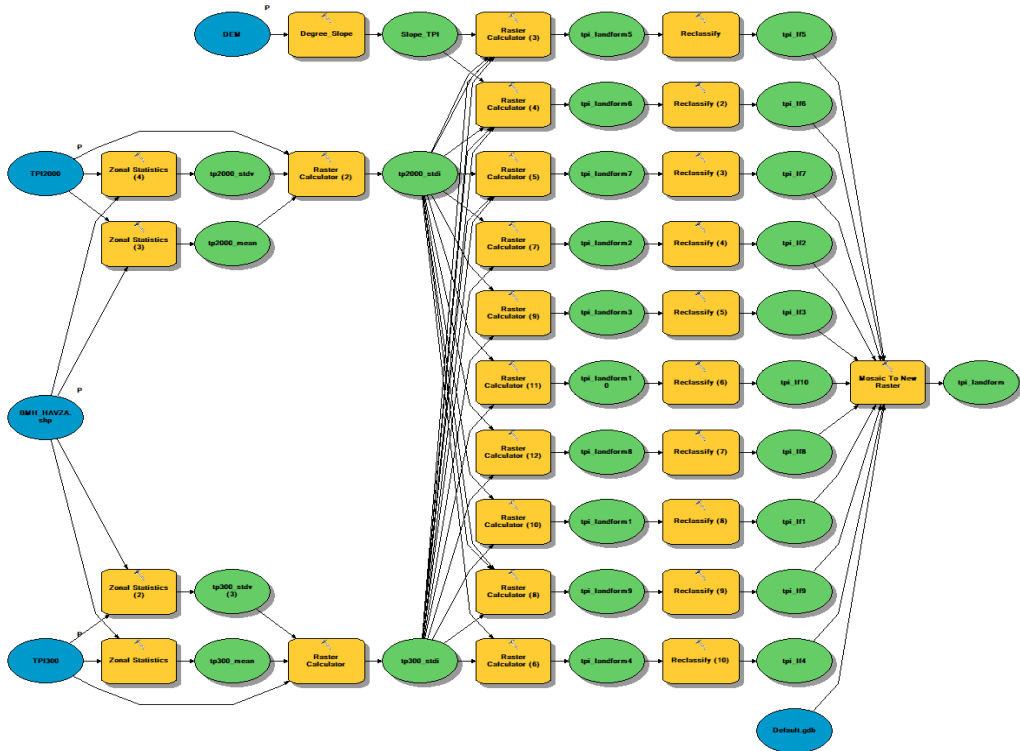 P
DEM
Degree_Slope
Slope_TPI
Raster
Calculator (3)
tpi_landform5
Reclassify
tpi_lf5
Raster
Calculator (4)
tpi_landform6
Reclassify (2)
tpi_lf6
P
TPI2000
Zonal Statistics
(4)
tp2000_stdv
Raster
Calculator (2)
tp2000_stdi
Raster
Calculator (5)
tpi_landform7
Reclassify (3)
tpi_lf7
Zonal Statistics
(3)
tp2000_mean
Raster
Calculator (7)
tpi_landform2
Reclassify (4)
tpi_lf2
Raster
Calculator (9)
tpi_landform3
Reclassify (5)
tpi_lf3
P
BMH_HAVZA.
shp
Raster
Calculator (11)
tpi_landform1
0
Reclassify (6)
tpi_lf10
Mosaic To New
Raster
tpi_landform
Raster
Calculator (12)
tpi_landform8
Reclassify (7)
tpi_lf8
Raster
Calculator (10)
tpi_landform1
Reclassify (8)
tpi_lf1
Zonal Statistics
(2)
tp300_stdv
(3)
Raster
Calculator (8)
tpi_landform9
Reclassify (9)
tpi_lf9
P
TPI300
Zonal Statistics
tp300_mean
Raster
Calculator
tp300_stdi
Raster
Calculator (6)
tpi_landform4
Reclassify (10)
tpi_lf4
Default.gdb